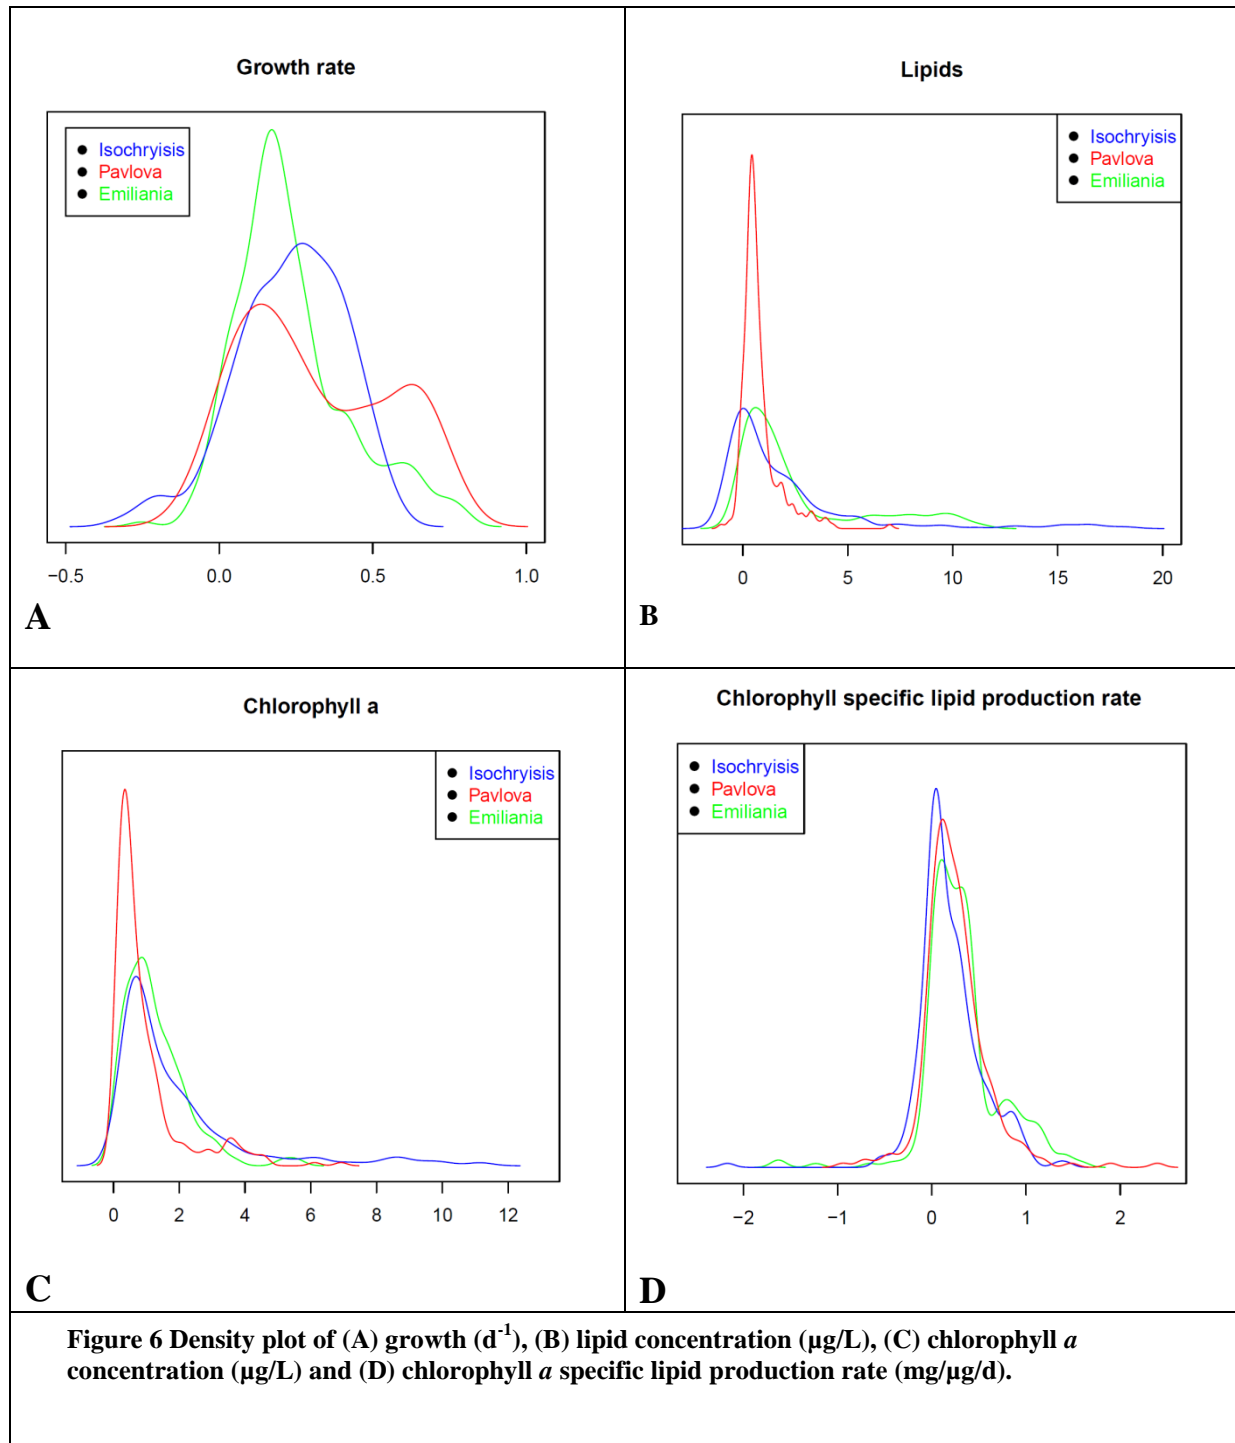 Growth rate
Isochryisis
Pavlova
Emiliania
−0.5 0.0 0.5 1.0
A
Lipids
Isochryisis
Pavlova
Emiliania
0 5 10 15 20
B
Chlorophyll a
Isochryisis
Pavlova
Emiliania
0 2 4 6 8 10 12
C
Chlorophyll specific lipid production rate
Isochryisis
Pavlova
Emiliania
−2 −1 0 1 2
D
Figure 6 Density plot of (A) growth (d⁻¹), (B) lipid concentration (µg/L), (C) chlorophyll a
concentration (µg/L) and (D) chlorophyll a specific lipid production rate (mg/µg/d).